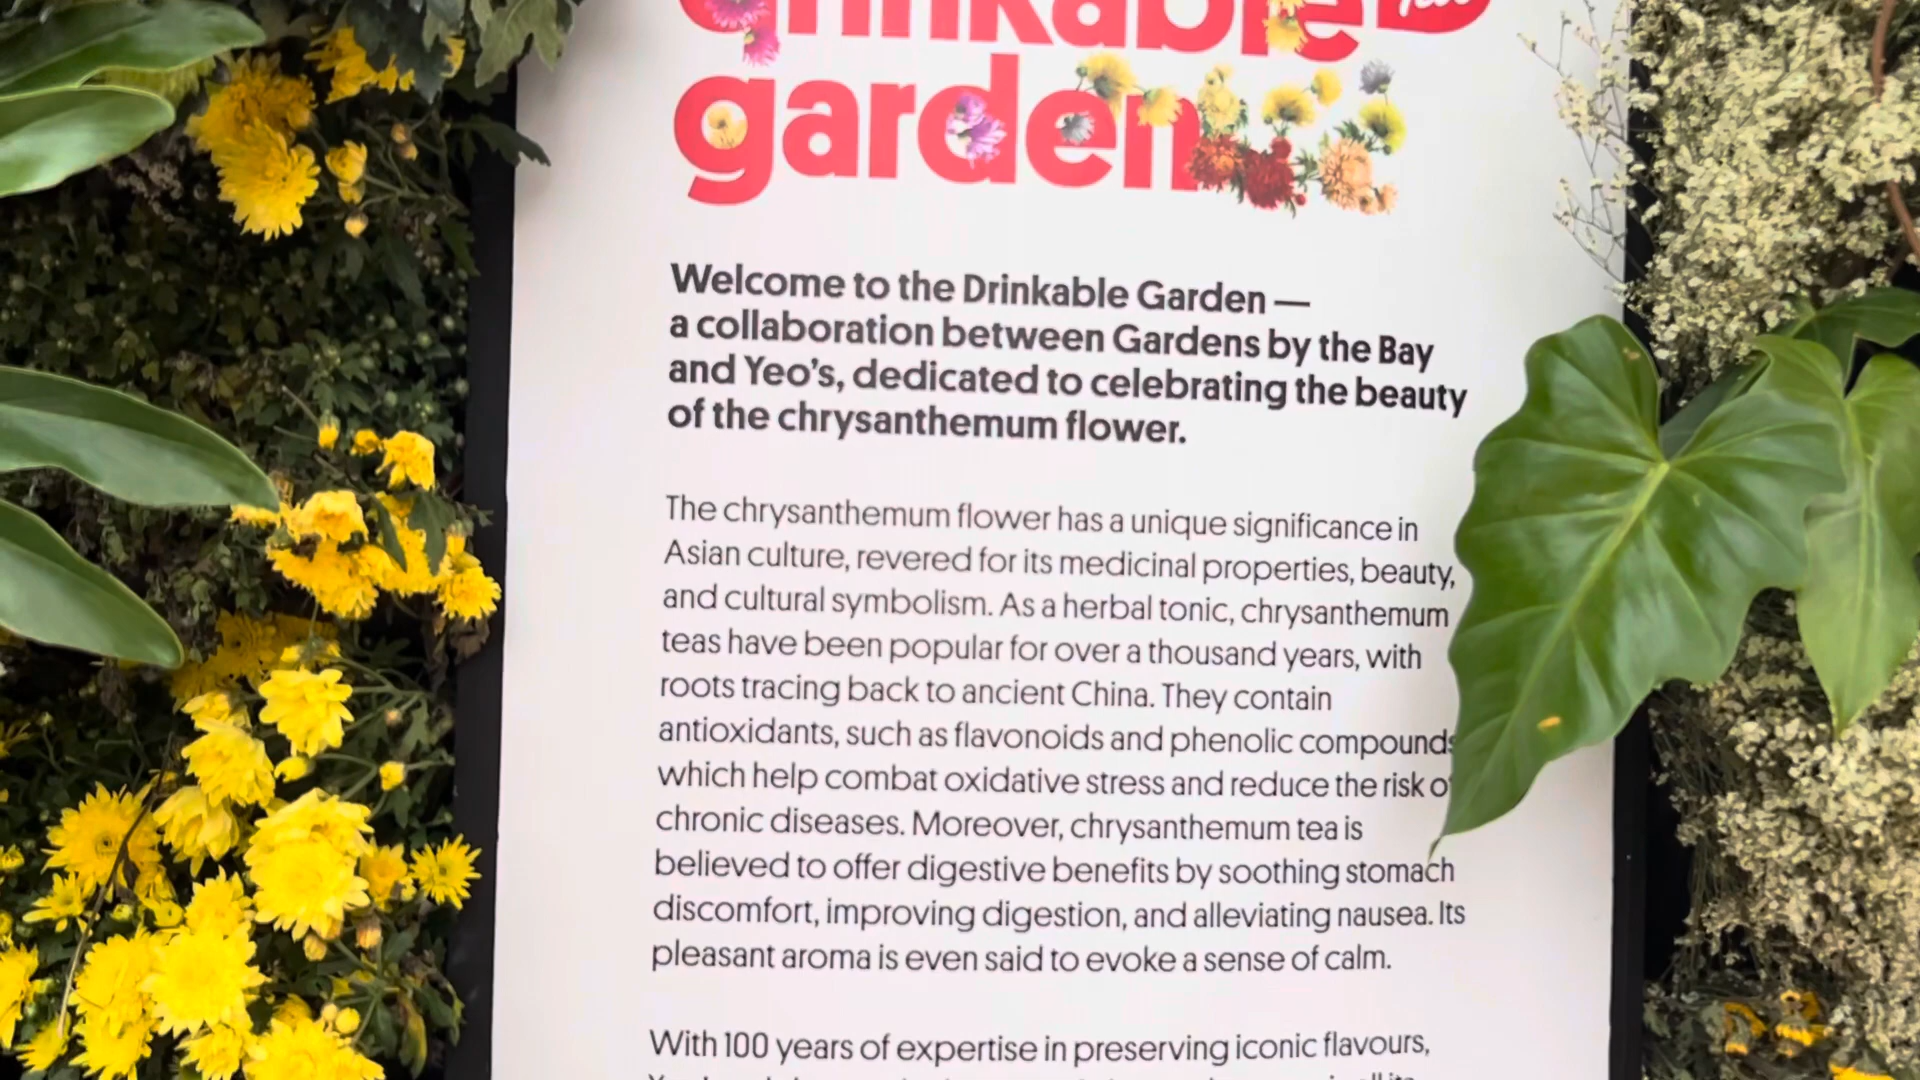 drinkable
garden
Welcome to the Drinkable Garden —
a collaboration between Gardens by the Bay
and Yeo's, dedicated to celebrating the beauty
of the chrysanthemum flower.
The chrysanthemum flower has a unique significance in
Asian culture, revered for its medicinal properties, beauty,
and cultural symbolism. As a herbal tonic, chrysanthemum
teas have been popular for over a thousand years, with
roots tracing back to ancient China. They contain
antioxidants, such as flavonoids and phenolic compounds
which help combat oxidative stress and reduce the risk of
chronic diseases. Moreover, chrysanthemum tea is
believed to offer digestive benefits by soothing stomach
discomfort, improving digestion, and alleviating nausea. Its
pleasant aroma is even said to evoke a sense of calm.
With 100 years of expertise in preserving iconic flavours,